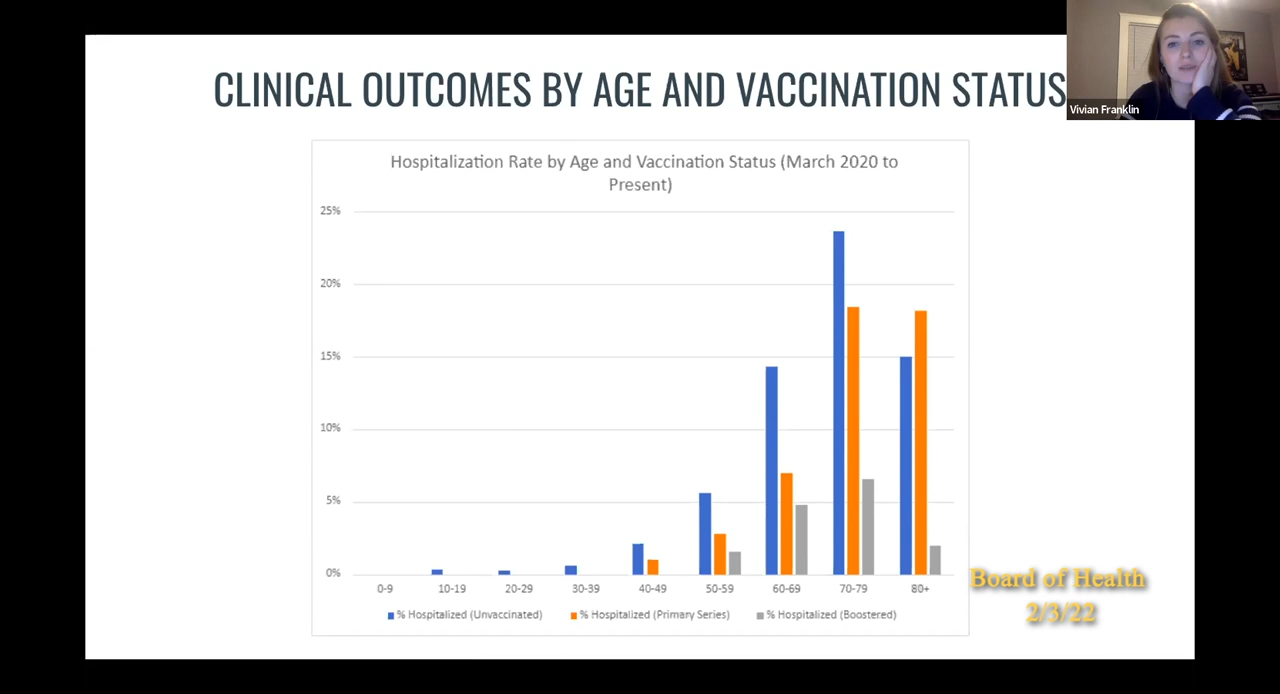 CLINICAL OUTCOMES BY AGE AND VACCINATION STATUS
Vivian Franklin
Hospitalization Rate by Age and Vaccination Status (March 2020 to
Present)
25%
20%
15%
10%
5%
0%
0-9 10-19 20-29 30-39 40-49 50-59 60-69 70-79 80+
% Hospitalized (Unvaccinated) % Hospitalized (Primary Series) % Hospitalized (Boostered)
Board of Health
2/3/22